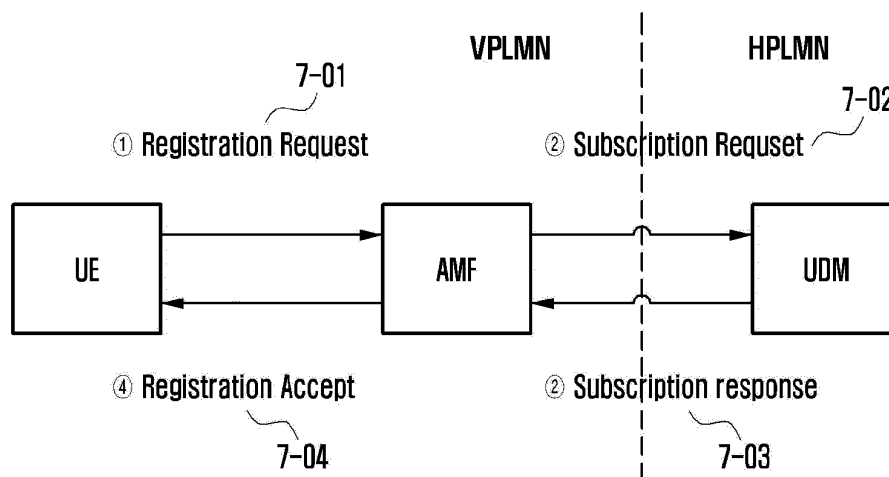 VPLMN
HPLMN
7-01
7-02
① Registration Request
② Subscription Requset
UE
AMF
UDM
④ Registration Accept
② Subscription response
7-04
7-03